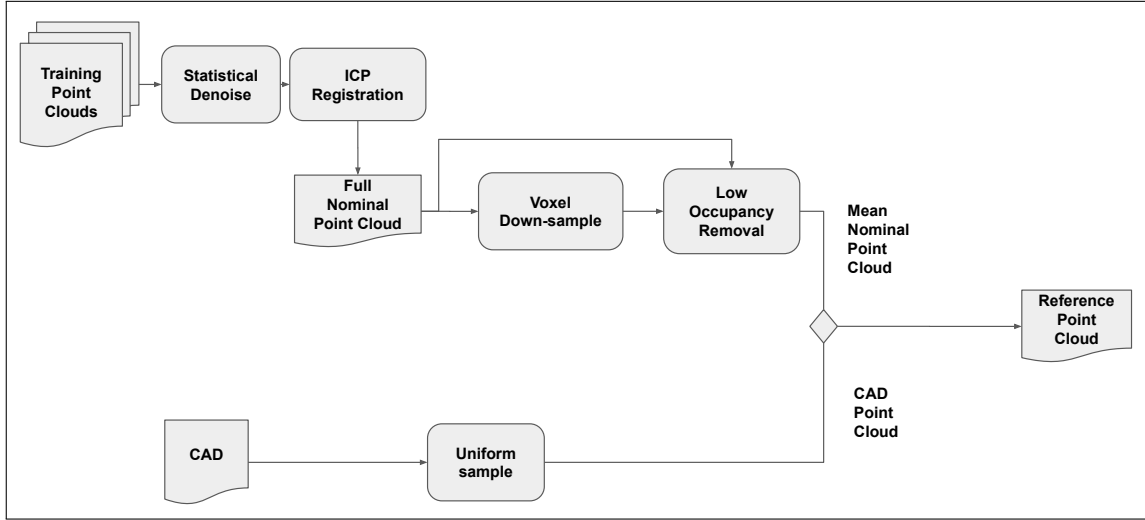 Training
Point
Clouds
Statistical
Denoise
ICP
Registration
Full
Nominal
Point Cloud
Voxel
Down-sample
Low
Occupancy
Removal
Mean
Nominal
Point
Cloud
Reference
Point
Cloud
CAD
Point
Cloud
CAD
Uniform
sample